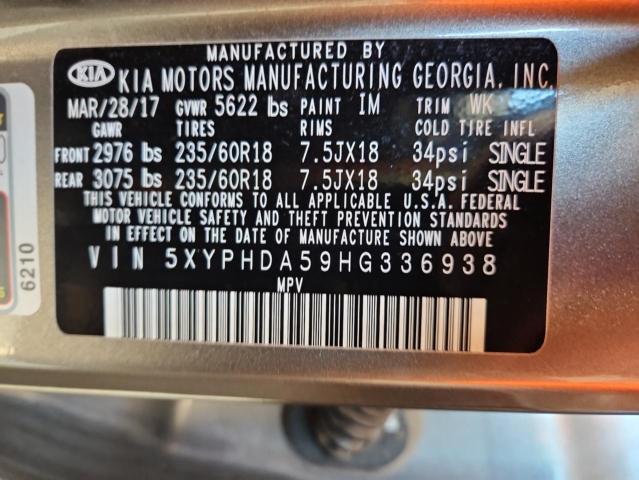 MANUFACTURED BY
KIA KIA MOTORS MANUFACTURING GEORGIA, INC.
MAR/28/17 GVWR 5622 lbs PAINT IM TRIM WK
GAWR TIRES RIMS COLD TIRE INFL
FRONT 2976 lbs 235/60R18 7.5JX18 34psi SINGLE
REAR 3075 lbs 235/60R18 7.5JX18 34psi SINGLE
THIS VEHICLE CONFORMS TO ALL APPLICABLE U.S.A. FEDERAL
MOTOR VEHICLE SAFETY AND THEFT PREVENTION STANDARDS
IN EFFECT ON THE DATE OF MANUFACTURE SHOWN ABOVE
VIN 5XYPHDA59HG336938
MPV
6210